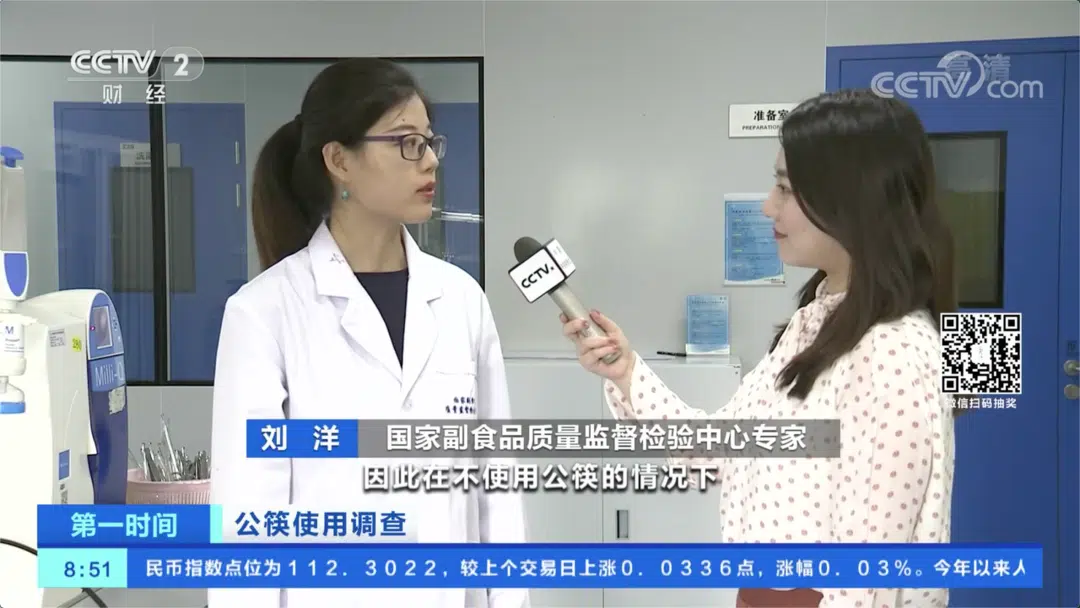 CCTV 2
财 经
高清
CCTV.com
准备室
PREPARATION
CCTV.
Milli-Q
微信扫码抽奖
刘 洋 国家副食品质量监督检验中心专家
因此在不使用公筷的情况下
第一时间 公筷使用调查
8:51 民币指数点位为112.3022，较上个交易日上涨0.0336点，涨幅0.03%。今年以来人